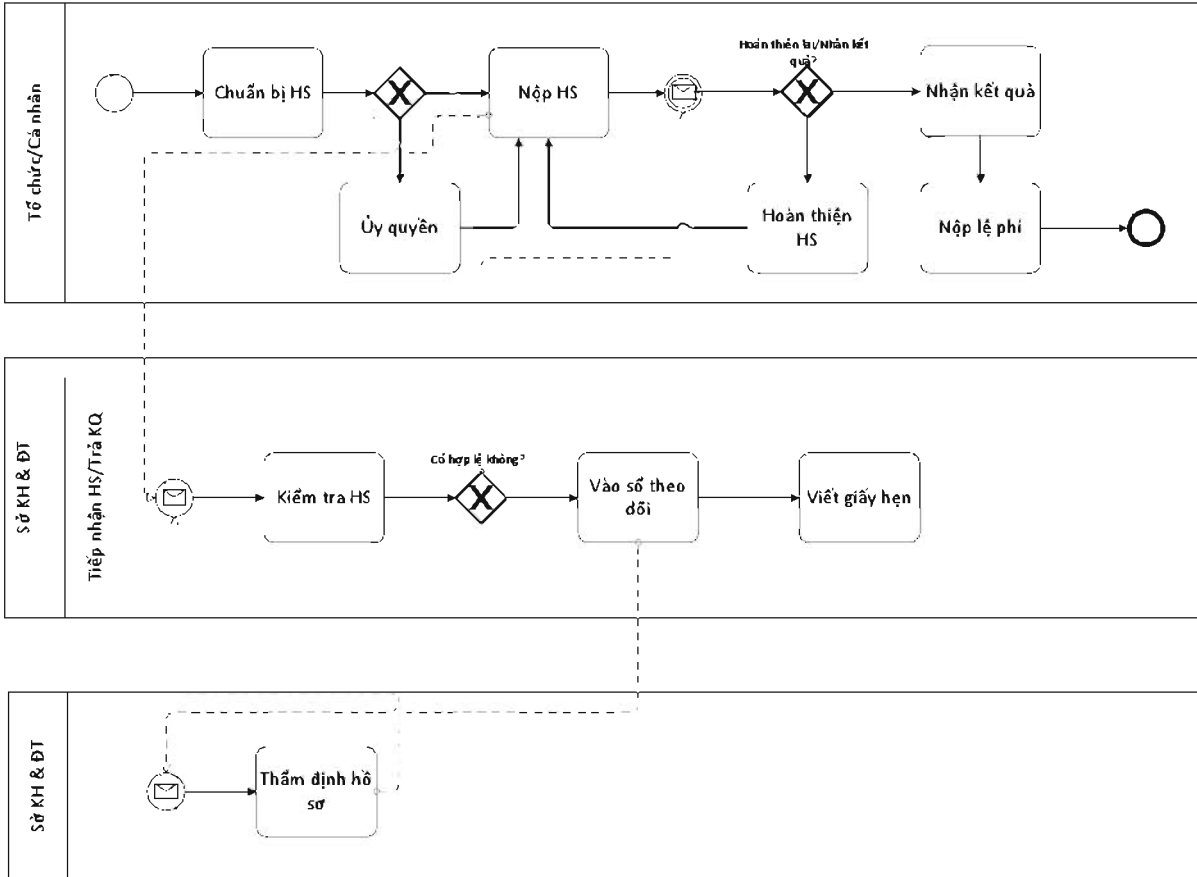 Tổ chức/Cá nhân
Chuẩn bị HS
Nộp HS
Hoàn thiện lại/Nhận kết
quả?
Nhận kết quả
Ủy quyền
Hoàn thiện
HS
Nộp lệ phí
Sở KH & ĐT
Tiếp nhận HS/Trả KQ
Kiểm tra HS
Có hợp lệ không?
Vào sổ theo
dõi
Viết giấy hẹn
Sở KH & ĐT
Thẩm định hồ
sơ